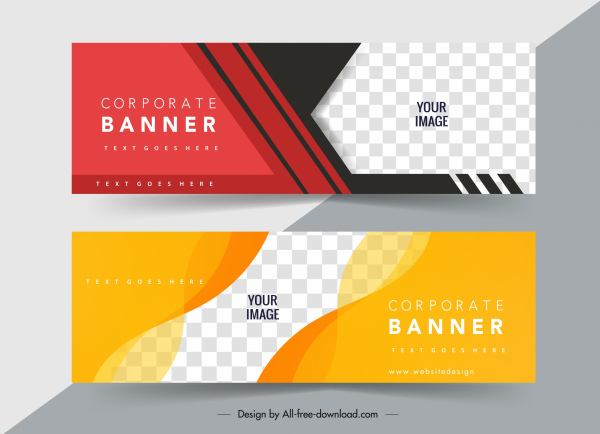 CORPORATE
BANNER
TEXT GOES HERE
TEXT GOES HERE
YOUR
IMAGE
TEXT GOES HERE
YOUR
IMAGE
CORPORATE
BANNER
TEXT GOES HERE
www.websitedesign
Design by All-free-download.com